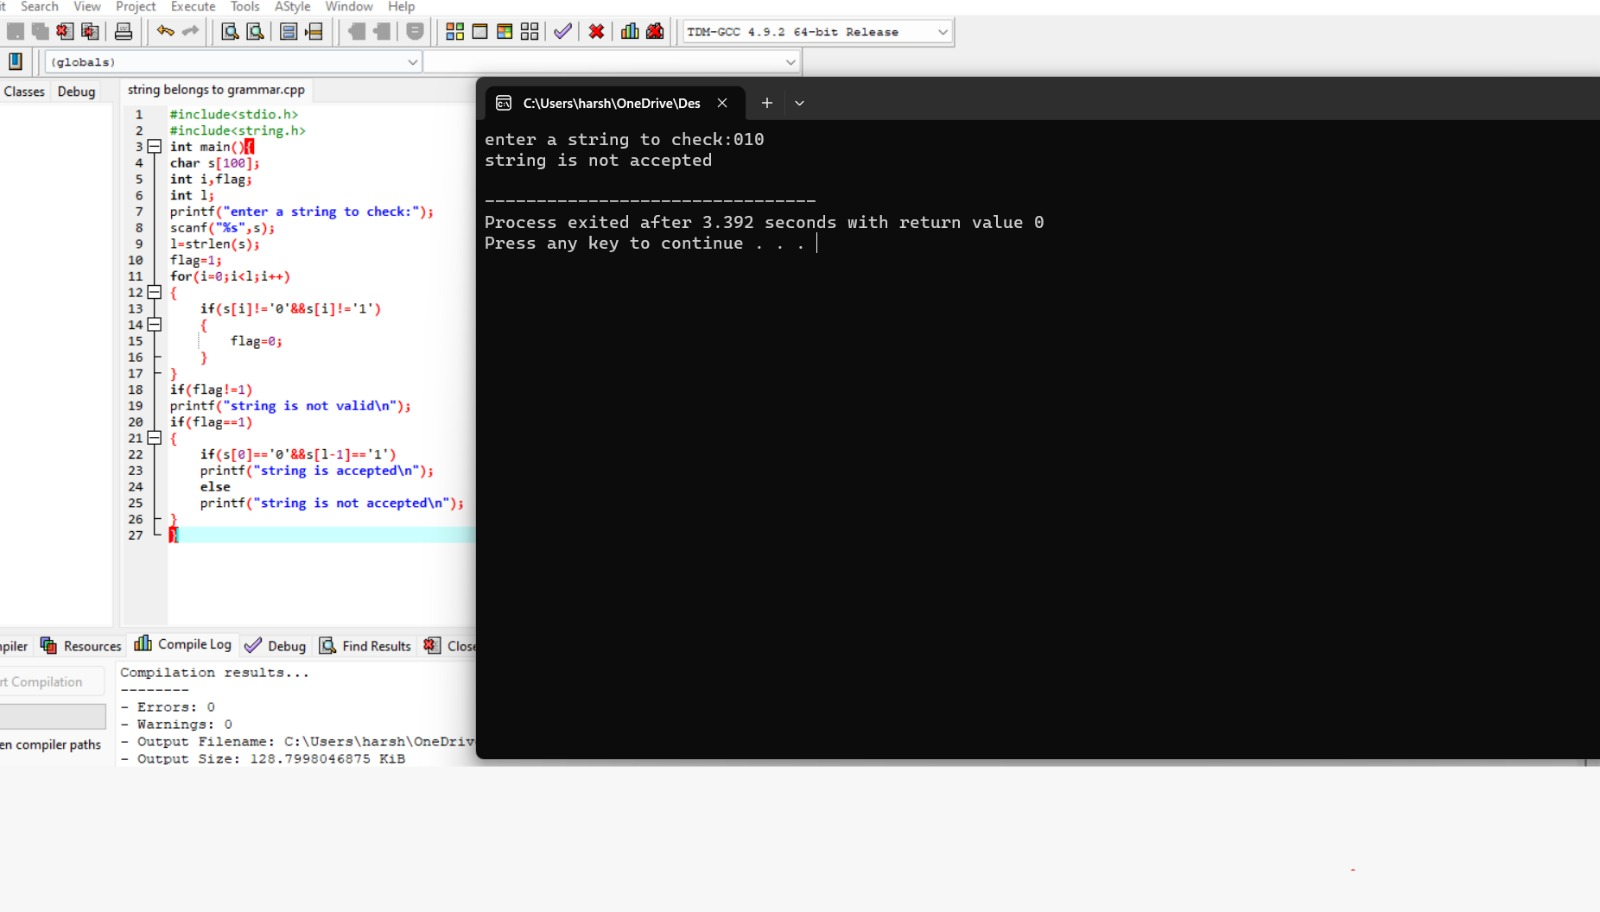 it Search View Project Execute Tools AStyle Window Help
TDM-GCC 4.9.2 64-bit Release
(globals)
Classes Debug
string belongs to grammar.cpp
1 #include<stdio.h>
2 #include<string.h>
3 int main(){
4 char s[100];
5 int i,flag;
6 int l;
7 printf("enter a string to check:");
8 scanf("%s",s);
9 l=strlen(s);
10 flag=1;
11 for(i=0;i<l;i++)
12 {
13 if(s[i]!='0'&&s[i]!='1')
14 {
15 flag=0;
16 }
17 }
18 if(flag!=1)
19 printf("string is not valid\n");
20 if(flag==1)
21 {
22 if(s[0]=='0'&&s[l-1]=='1')
23 printf("string is accepted\n");
24 else
25 printf("string is not accepted\n");
26 }
27 }
C:\Users\harsh\OneDrive\Des
enter a string to check:010
string is not accepted
--------------------------------
Process exited after 3.392 seconds with return value 0
Press any key to continue . . .
piler Resources Compile Log Debug Find Results Close
rt Compilation
en compiler paths
Compilation results...
--------
- Errors: 0
- Warnings: 0
- Output Filename: C:\Users\harsh\OneDriv
- Output Size: 128.7998046875 KiB